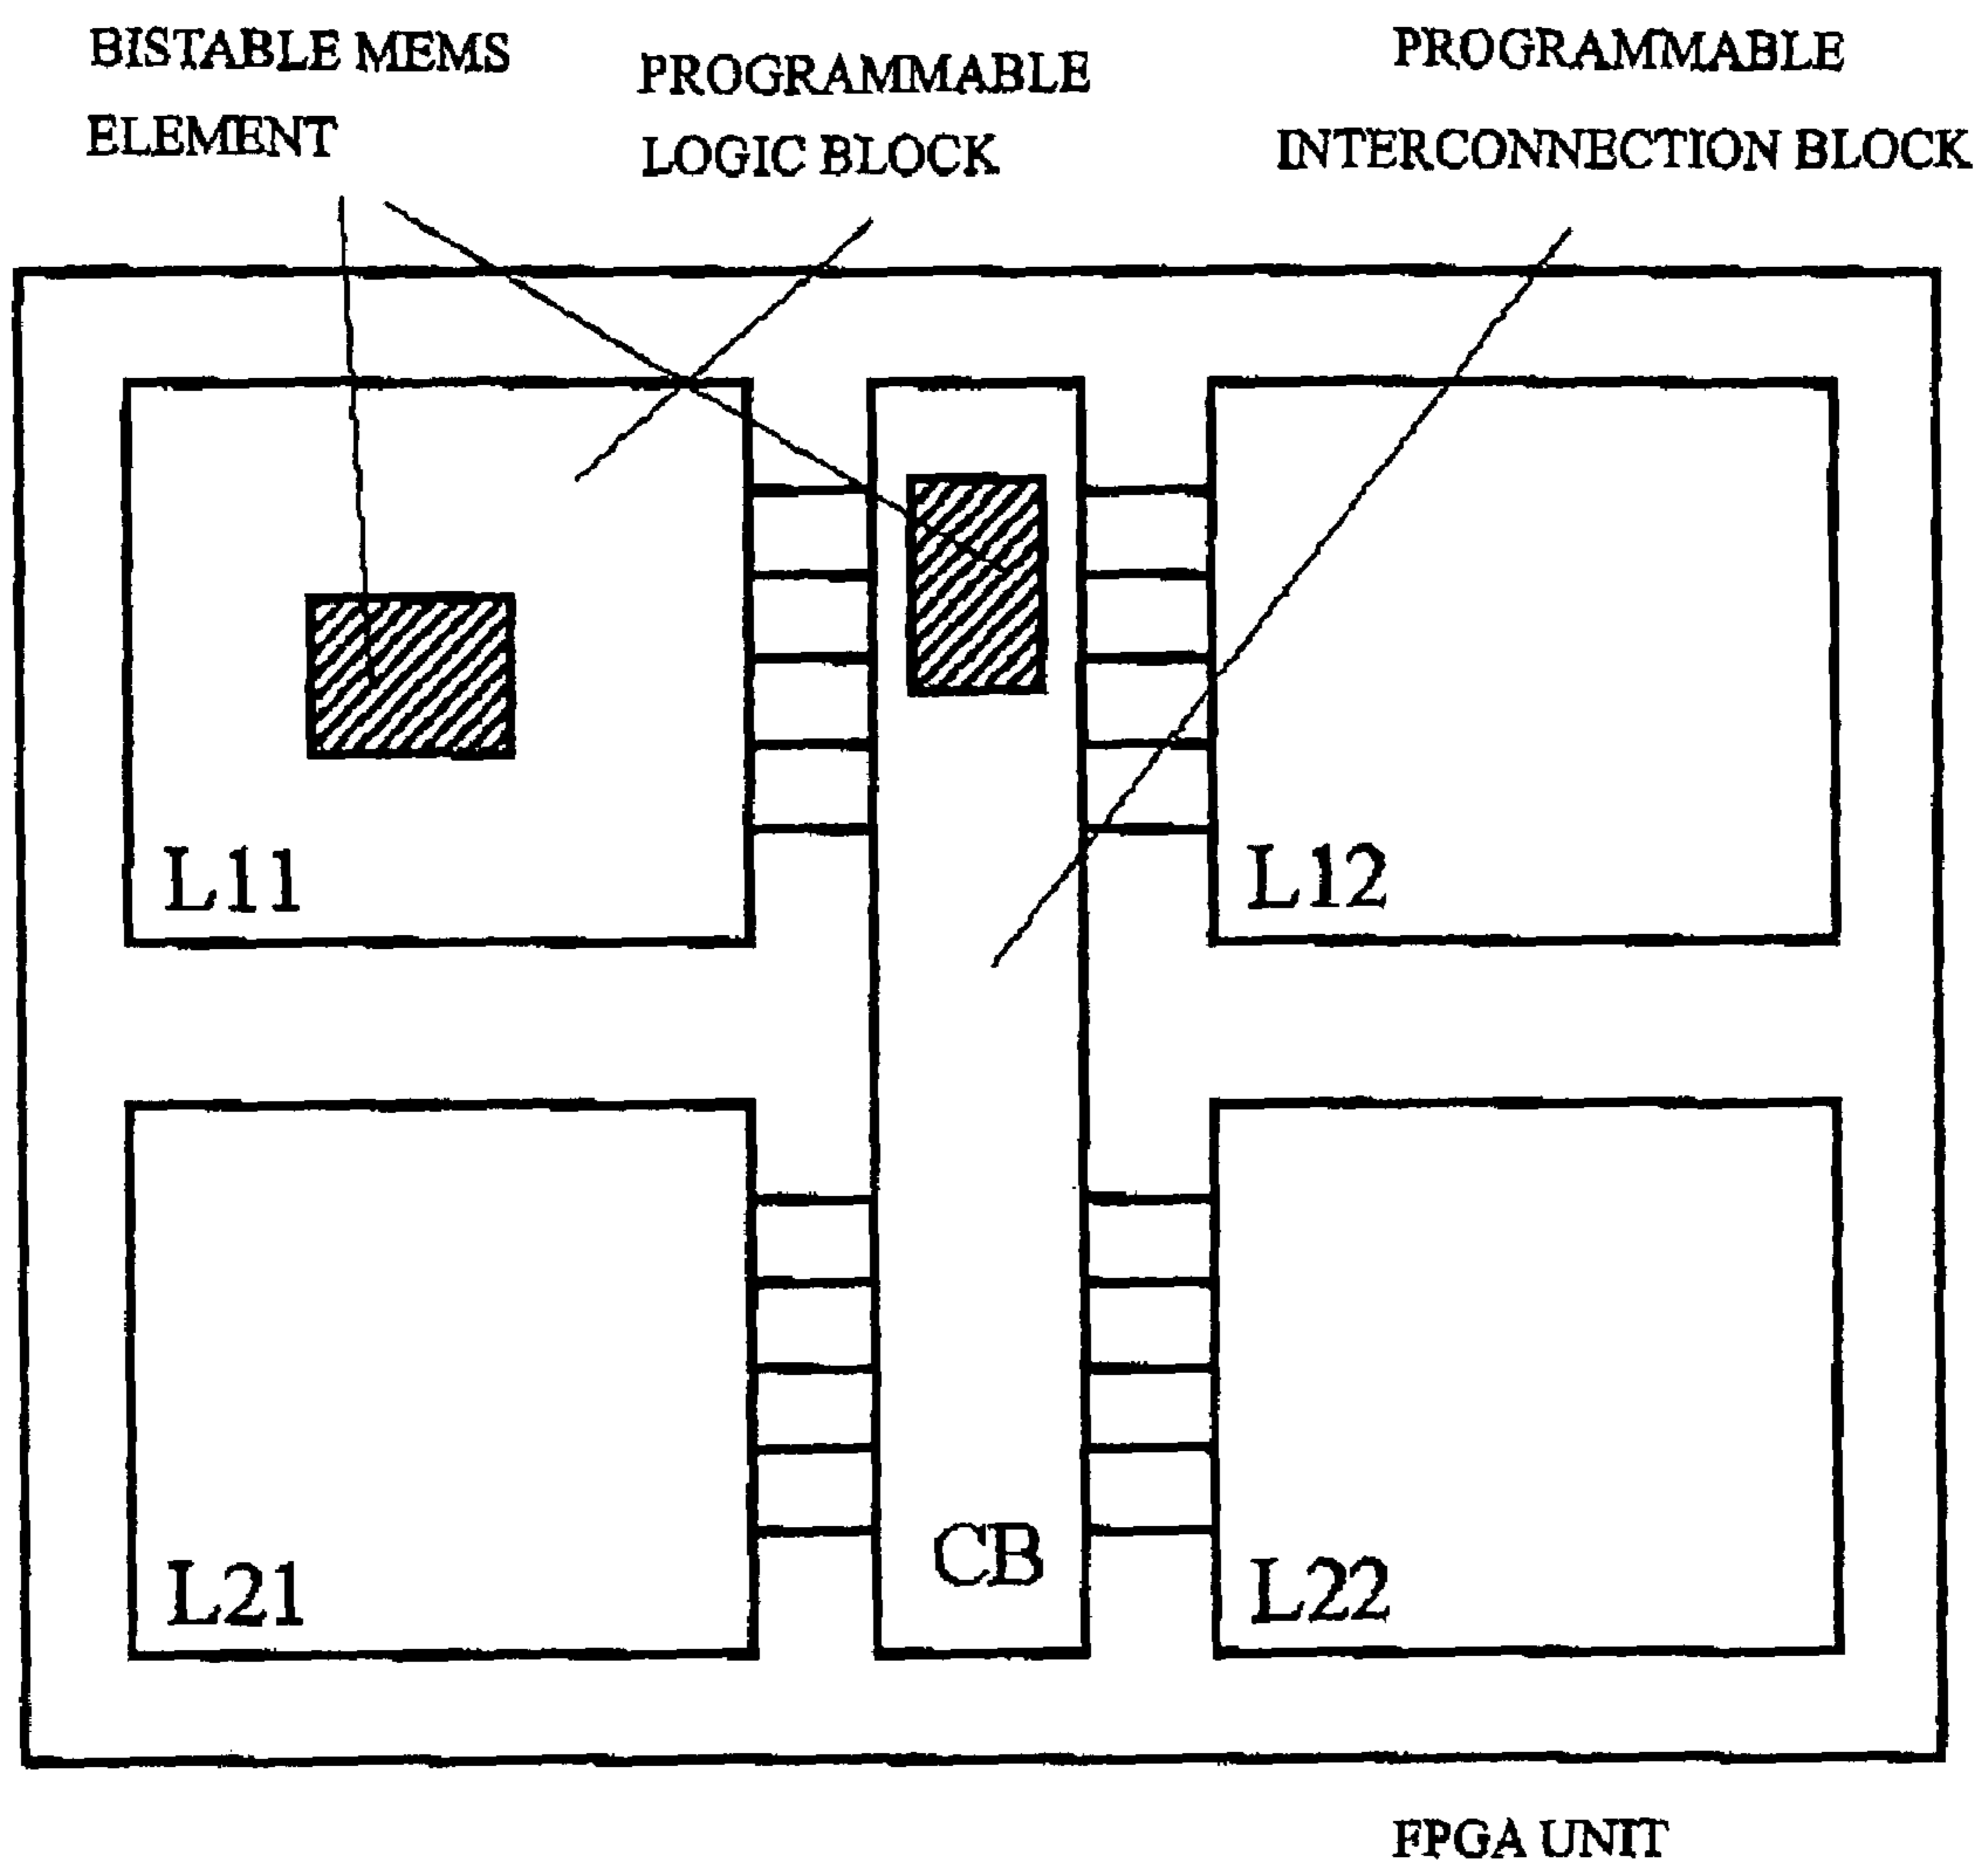 BISTABLE MEMS
ELEMENT
PROGRAMMABLE
LOGIC BLOCK
PROGRAMMABLE
INTERCONNECTION BLOCK
L11
L12
L21
CB
L22
FPGA UNIT